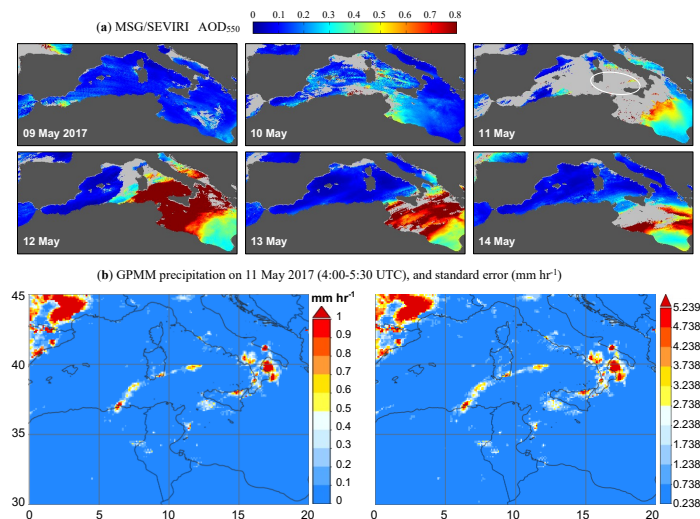 (a) MSG/SEVIRI AOD550
0 0.1 0.2 0.3 0.4 0.5 0.6 0.7 0.8
09 May 2017
10 May
11 May
12 May
13 May
14 May
(b) GPMM precipitation on 11 May 2017 (4:00-5:30 UTC), and standard error (mm hr-1)
45
40
35
30
0 5 10 15 20
mm hr-1
1
0.9
0.8
0.7
0.6
0.5
0.4
0.3
0.2
0.1
0
0 5 10 15 20
5.239
4.738
4.238
3.738
3.238
2.738
2.238
1.738
1.238
0.738
0.238